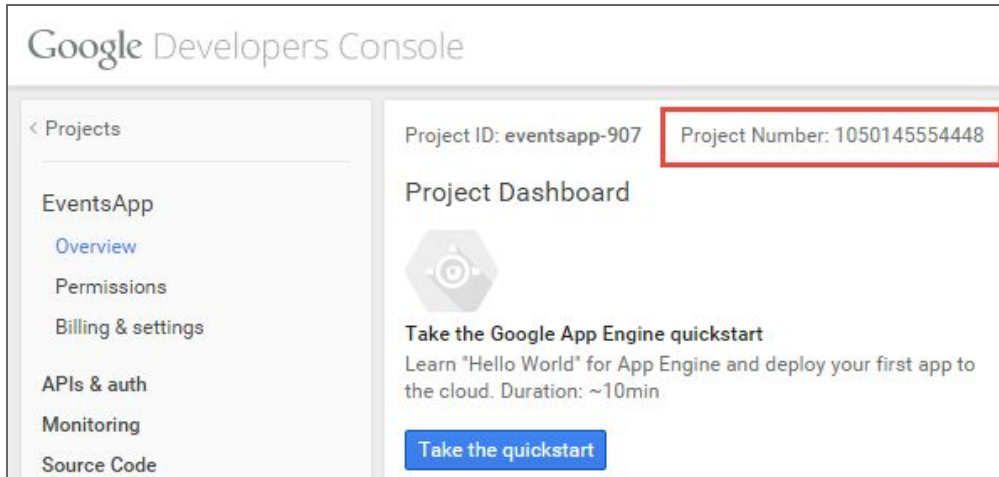 Google Developers Console
< Projects
EventsApp
Overview
Permissions
Billing & settings
APIs & auth
Monitoring
Source Code
Project ID: eventsapp-907
Project Number: 1050145554448
Project Dashboard
Take the Google App Engine quickstart
Learn "Hello World" for App Engine and deploy your first app to
the cloud. Duration: ~10min
Take the quickstart